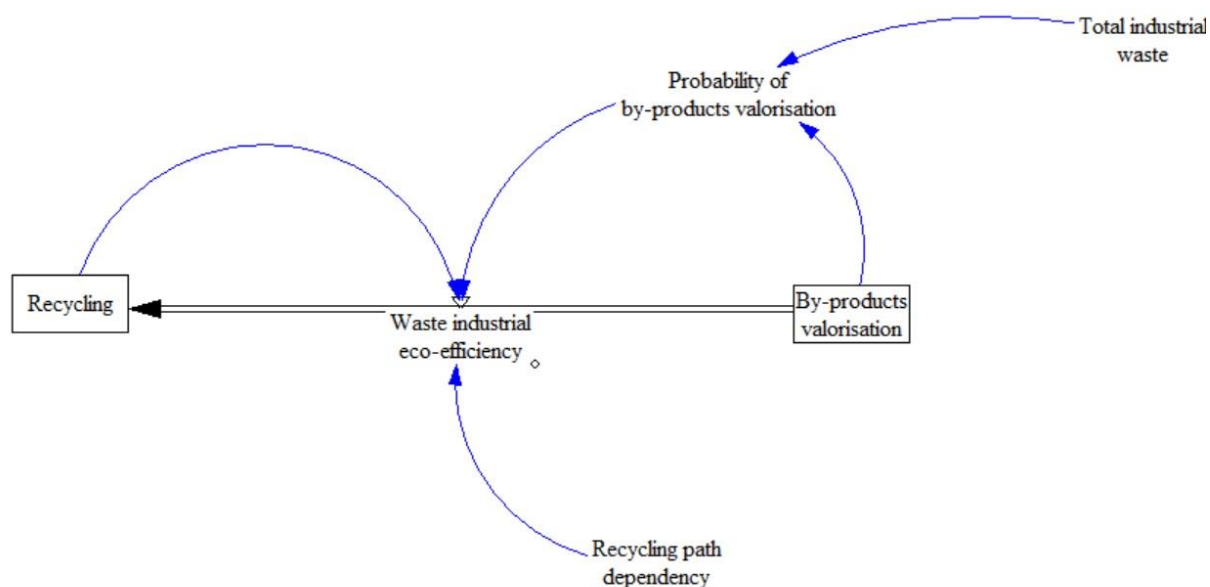 Total industrial
waste
Probability of
by-products valorisation
Recycling
By-products
valorisation
Waste industrial
eco-efficiency
Recycling path
dependency